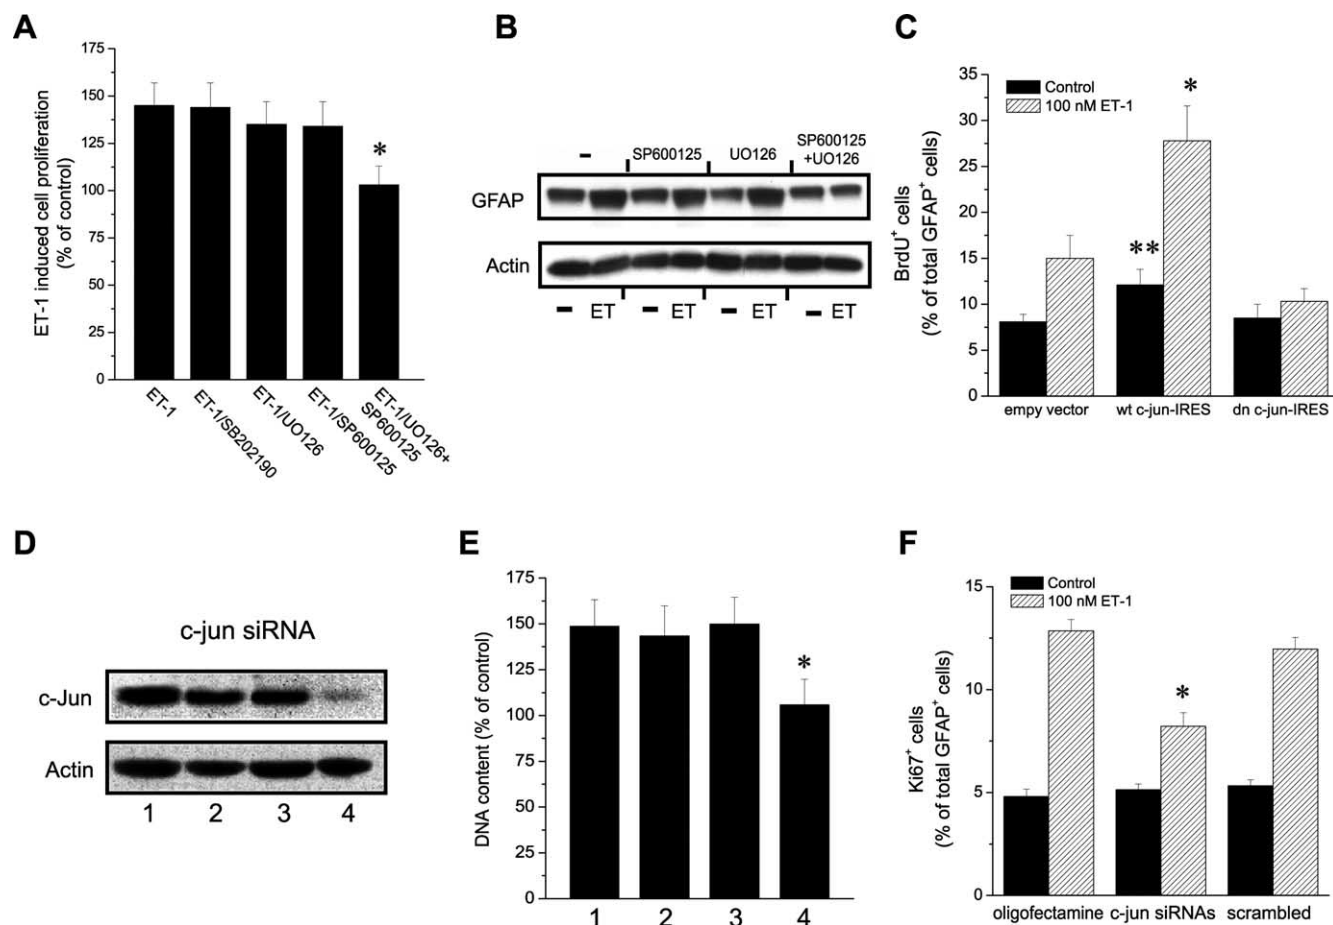 A
ET-1 induced cell proliferation
(% of control)
175
150
125
100
75
50
25
0
*
ET-1
ET-1/SB202190
ET-1/UO126
ET-1/SP600125
ET-1/UO126+
SP600125
B
– SP600125 UO126 SP600125
+UO126
GFAP
Actin
– ET – ET – ET – ET
C
BrdU+ cells
(% of total GFAP+ cells)
35
30
25
20
15
10
5
0
Control
100 nM ET-1
**
*
empy vector wt c-jun-IRES dn c-jun-IRES
D
c-jun siRNA
c-Jun
Actin
1 2 3 4
E
DNA content (% of control)
175
150
125
100
75
50
25
0
*
1 2 3 4
F
Ki67+ cells
(% of total GFAP+ cells)
15
10
5
0
Control
100 nM ET-1
*
oligofectamine c-jun siRNAs scrambled